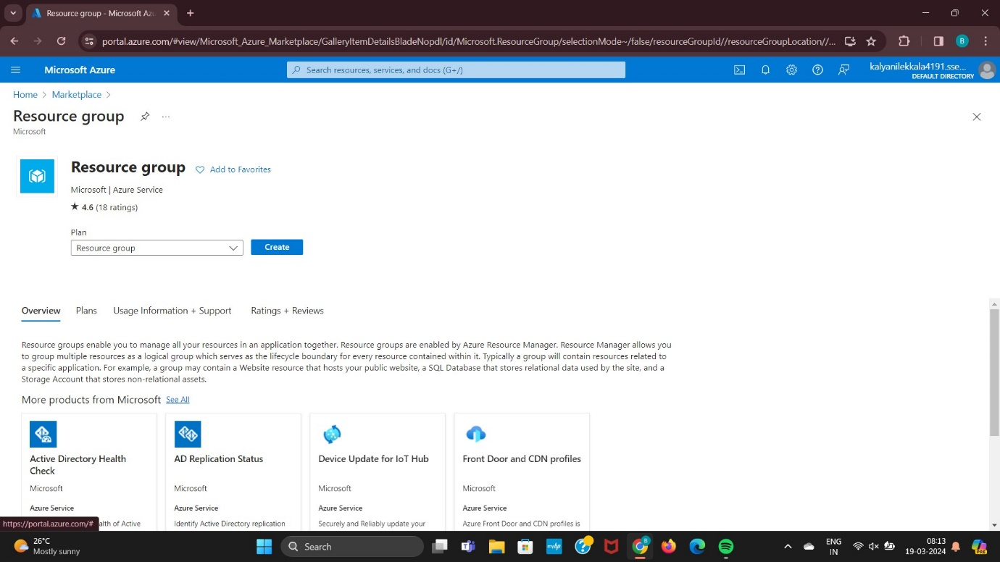 Resource group - Microsoft Azu
portal.azure.com/#view/Microsoft_Azure_Marketplace/GalleryItemDetailsBladeNopdl/id/Microsoft.ResourceGroup/selectionMode~/false/resourceGroupId//resourceGroupLocation//...
B
Microsoft Azure
Search resources, services, and docs (G+/)
kalyanilekkala4191.sse...
DEFAULT DIRECTORY
Home > Marketplace >
Resource group
Microsoft
Resource group
Add to Favorites
Microsoft | Azure Service
★ 4.6 (18 ratings)
Plan
Resource group
Create
Overview Plans Usage Information + Support Ratings + Reviews
Resource groups enable you to manage all your resources in an application together. Resource groups are enabled by Azure Resource Manager. Resource Manager allows you
to group multiple resources as a logical group which serves as the lifecycle boundary for every resource contained within it. Typically a group will contain resources related to
a specific application. For example, a group may contain a Website resource that hosts your public website, a SQL Database that stores relational data used by the site, and a
Storage Account that stores non-relational assets.
More products from Microsoft See All
Active Directory Health
Check
Microsoft
Azure Service
alth of Active
AD Replication Status
Microsoft
Azure Service
Identify Active Directory replication
Device Update for IoT Hub
Microsoft
Azure Service
Securely and Reliably update your
Front Door and CDN profiles
Microsoft
Azure Service
Azure Front Door and CDN profiles is
https://portal.azure.com/#
26°C
Mostly sunny
Search
myhp
B
ENG
IN
08:13
19-03-2024
PRE